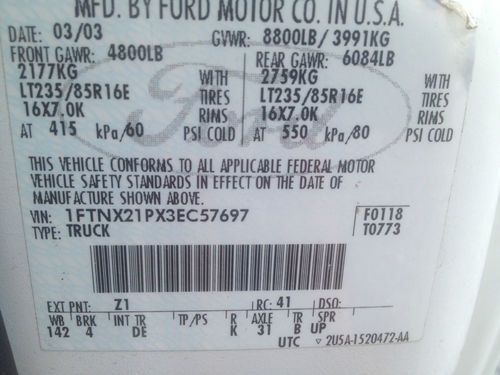 MFD. BY FORD MOTOR CO. IN U.S.A.
DATE: 03/03 GVWR: 8800LB/3991KG
FRONT GAWR: 4800LB REAR GAWR: 6084LB
2177KG WITH 2759KG WITH
LT235/85R16E TIRES LT235/85R16E TIRES
16X7.0K RIMS 16X7.0K RIMS
AT 415 kPa/60 PSI COLD AT 550 kPa/80 PSI COLD
THIS VEHICLE CONFORMS TO ALL APPLICABLE FEDERAL MOTOR
VEHICLE SAFETY STANDARDS IN EFFECT ON THE DATE OF
MANUFACTURE SHOWN ABOVE.
VIN: 1FTNX21PX3EC57697 F0118
TYPE: TRUCK T0773
EXT PNT: Z1 RC: 41 DSO:
WB BRK INT TR TP/PS R AXLE TR SPR
142 4 DE K 31 B UP
UTC ▽ 2U5A-1520472-AA
Ford